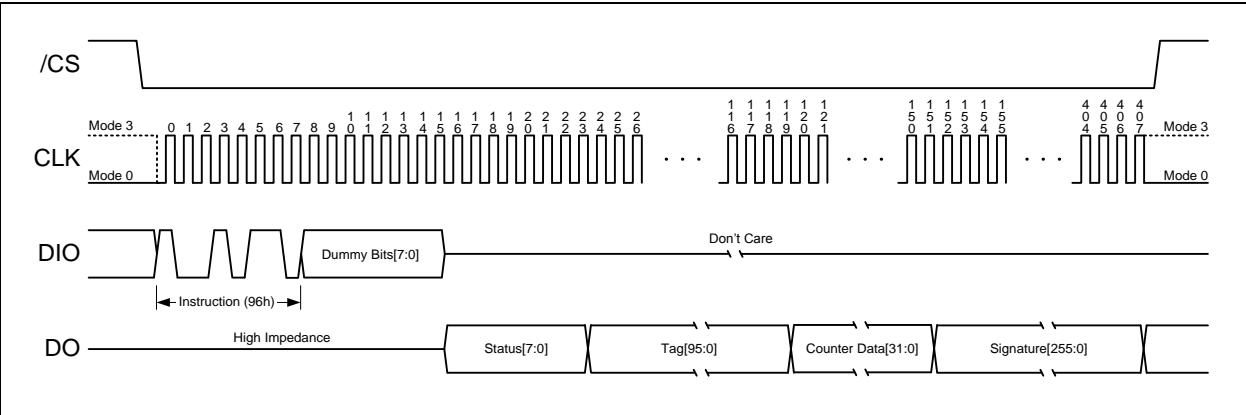 /CS
0 1 2 3 4 5 6 7 8 9 10 11 12 13 14 15 16 17 18 19 20 21 22 23 24 25 26 116 117 118 119 120 121 150 151 152 153 154 155 404 405 406 407
Mode 3
Mode 3
CLK
. . .
. . .
. . .
Mode 0
Mode 0
DIO
Dummy Bits[7:0]
Don't Care
Instruction (96h)
DO
High Impedance
Status[7:0]
Tag[95:0]
Counter Data[31:0]
Signature[255:0]